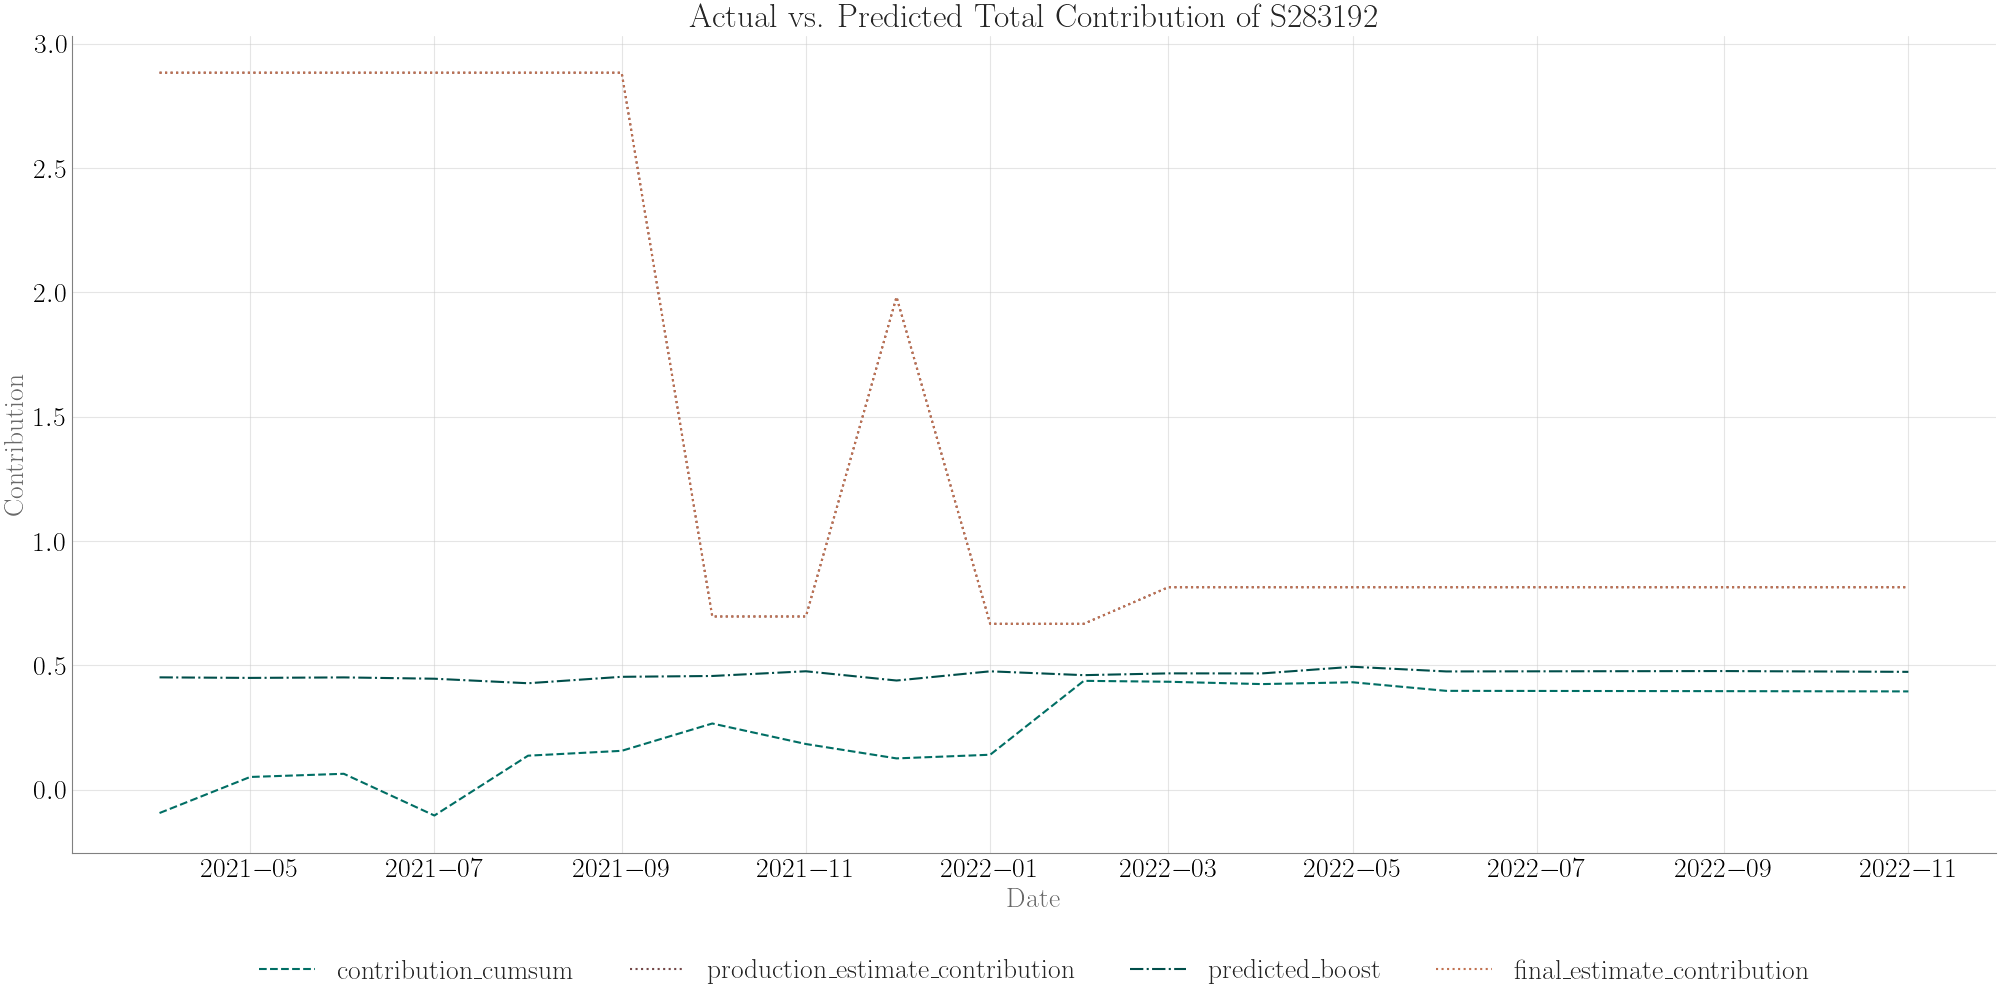 Actual vs. Predicted Total Contribution of S283192
3.0
2.5
2.0
1.5
1.0
0.5
0.0
Contribution
2021−05 2021−07 2021−09 2021−11 2022−01 2022−03 2022−05 2022−07 2022−09 2022−11
Date
contribution_cumsum production_estimate_contribution predicted_boost final_estimate_contribution